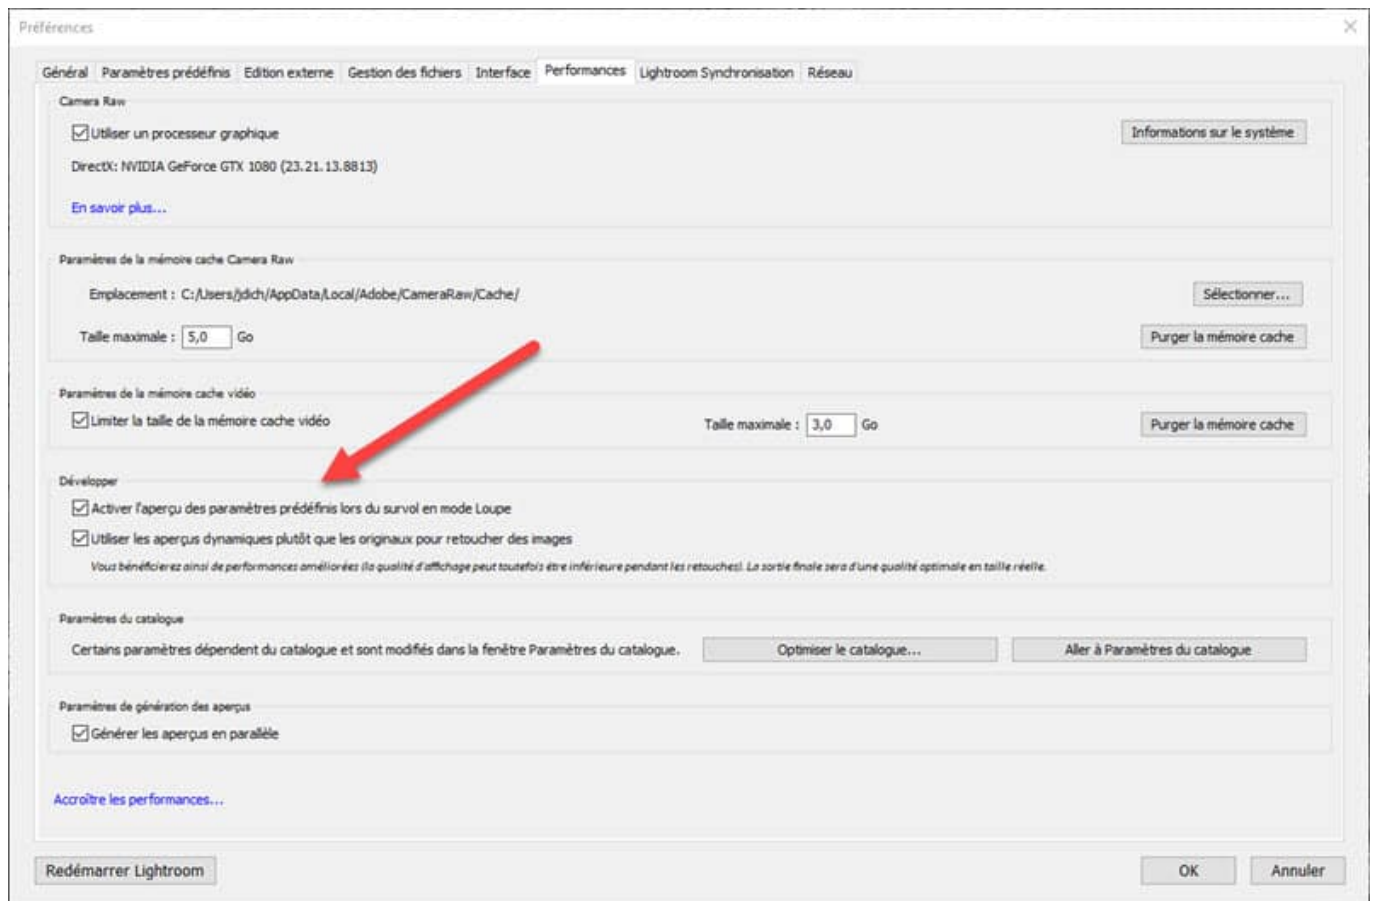 Préférences
Général Paramètres prédéfinis Edition externe Gestion des fichiers Interface Performances Lightroom Synchronisation Réseau
Camera Raw
Utiliser un processeur graphique Informations sur le système
DirectX: NVIDIA GeForce GTX 1080 (23.21.13.8813)
En savoir plus...
Paramètres de la mémoire cache Camera Raw
Emplacement : C:/Users/jdich/AppData/Local/Adobe/CameraRaw/Cache/ Sélectionner...
Taille maximale : 5,0 Go Purger la mémoire cache
Paramètres de la mémoire cache vidéo
Limiter la taille de la mémoire cache vidéo Taille maximale : 3,0 Go Purger la mémoire cache
Développer
Activer l'aperçu des paramètres prédéfinis lors du survol en mode Loupe
Utiliser les aperçus dynamiques plutôt que les originaux pour retoucher des images
Vous bénéficierez ainsi de performances améliorées (la qualité d'affichage peut toutefois être inférieure pendant les retouches). La sortie finale sera d'une qualité optimale en taille réelle.
Paramètres du catalogue
Certains paramètres dépendent du catalogue et sont modifiés dans la fenêtre Paramètres du catalogue. Optimiser le catalogue... Aller à Paramètres du catalogue
Paramètres de génération des aperçus
Générer les aperçus en parallèle
Accroître les performances...
Redémarrer Lightroom OK Annuler